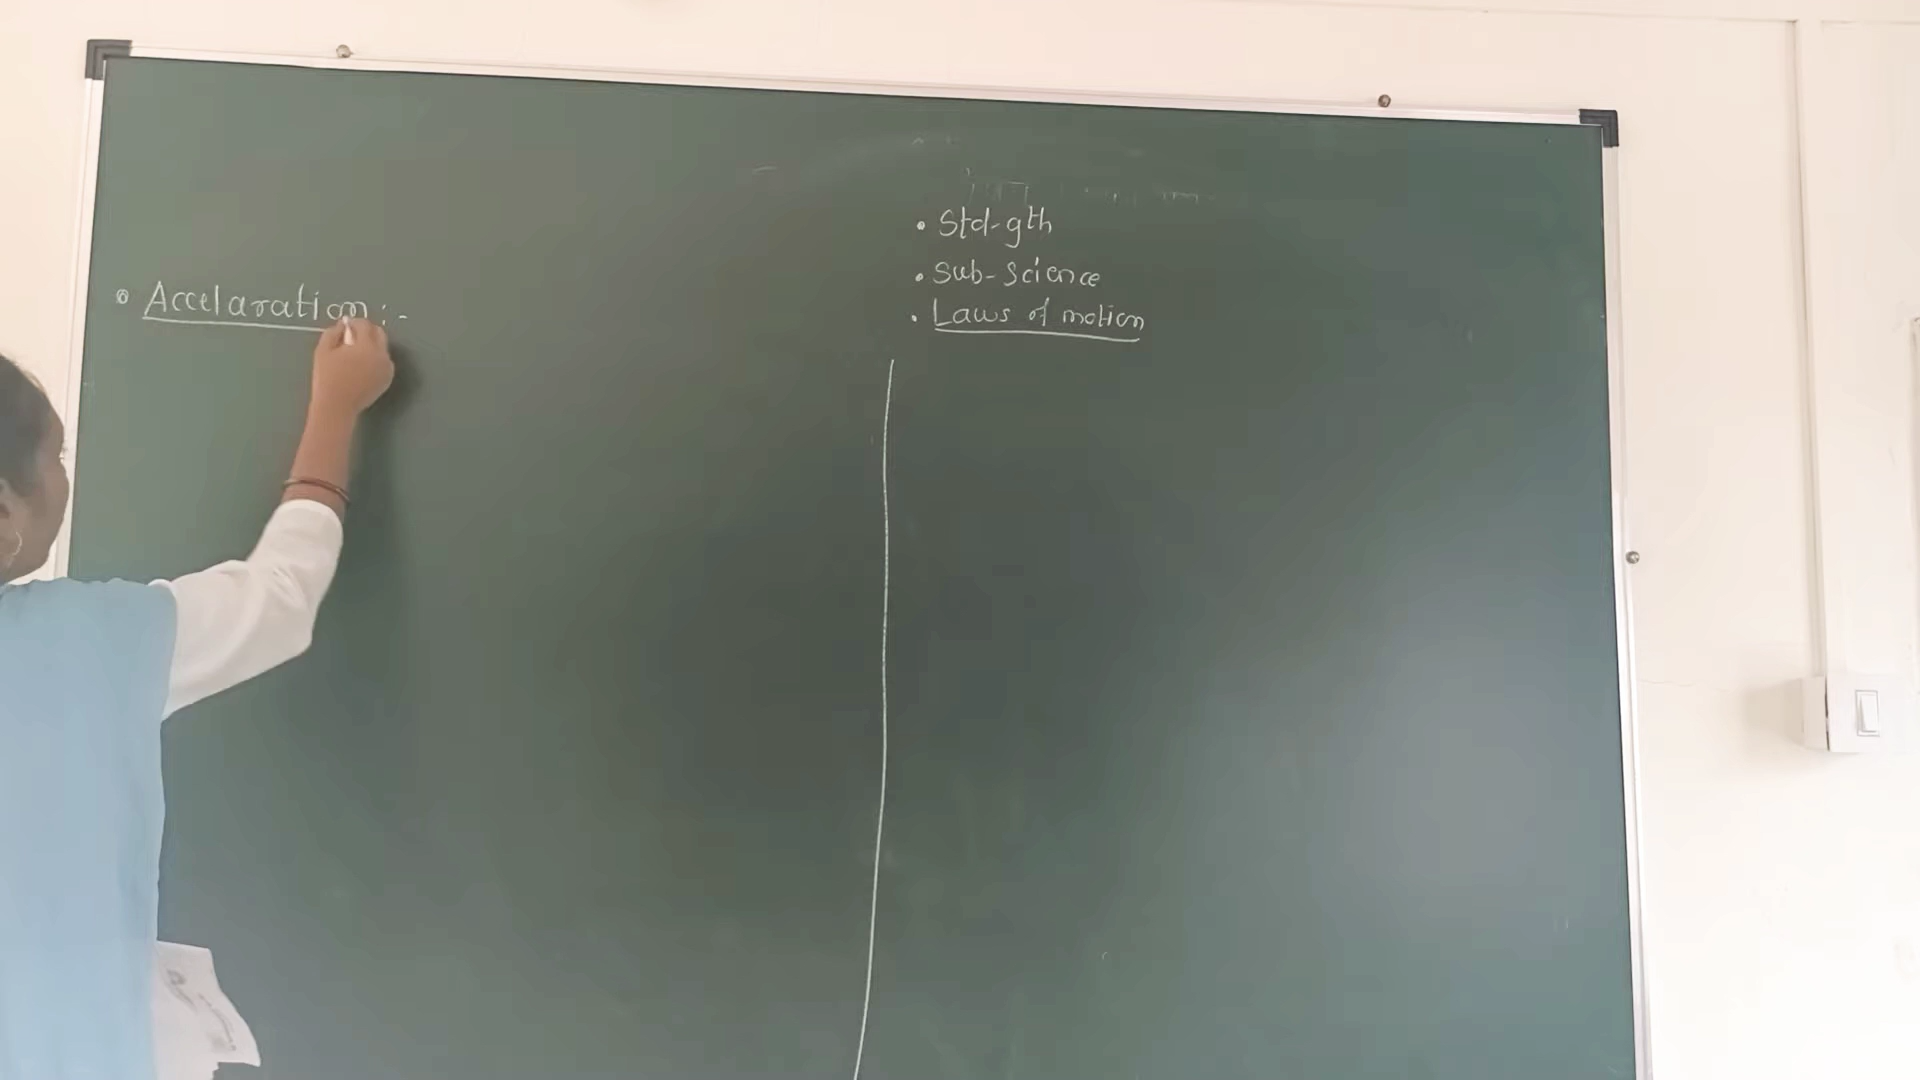 • Std-9th
• Sub-Science
• Laws of motion
• Accelaration:-